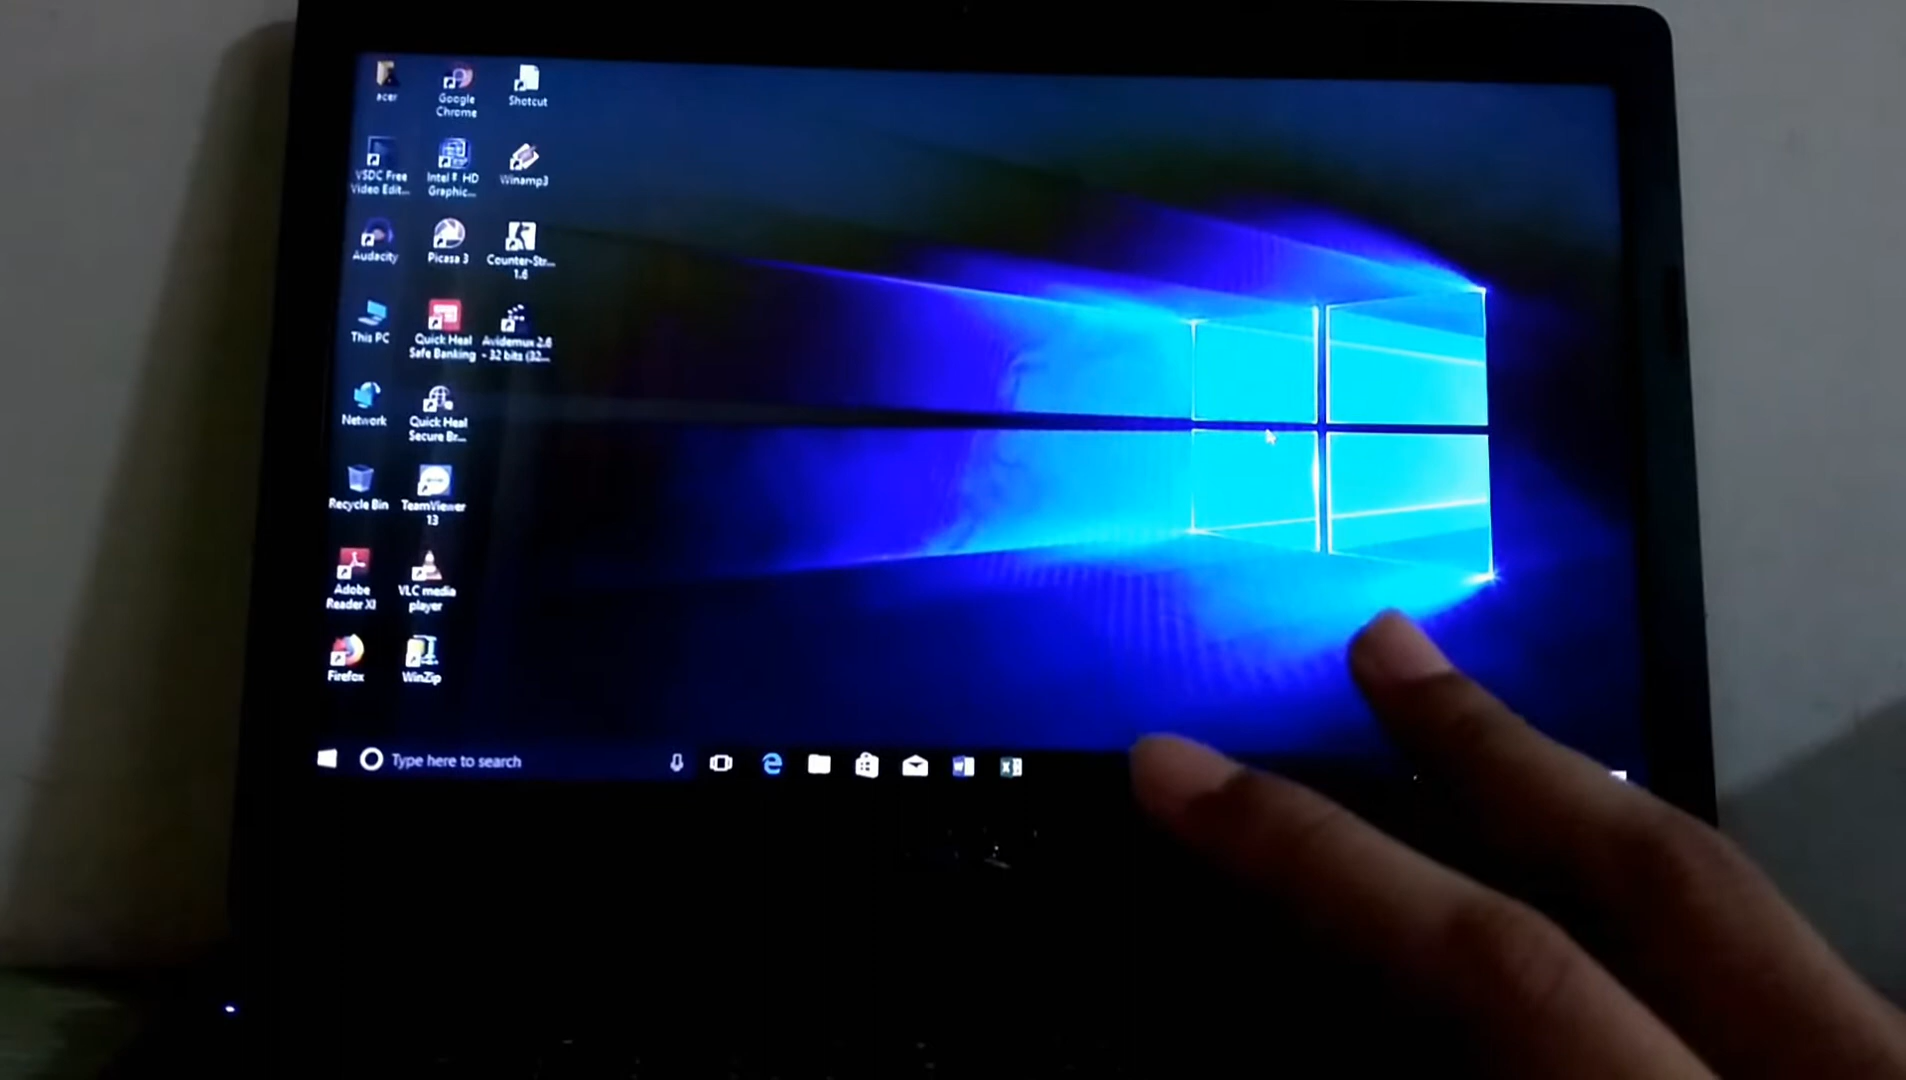 acer
Google
Chrome
Shotcut
VSDC Free
Video Edit...
Intel® HD
Graphic...
Winamp3
Audacity
Picasa 3
Counter-Str...
1.6
This PC
Quick Heal
Safe Banking
Avidemux 2.6
- 32 bits (32...
Network
Quick Heal
Secure Br...
Recycle Bin
TeamViewer
13
Adobe
Reader XI
VLC media
player
Firefox
WinZip
Type here to search